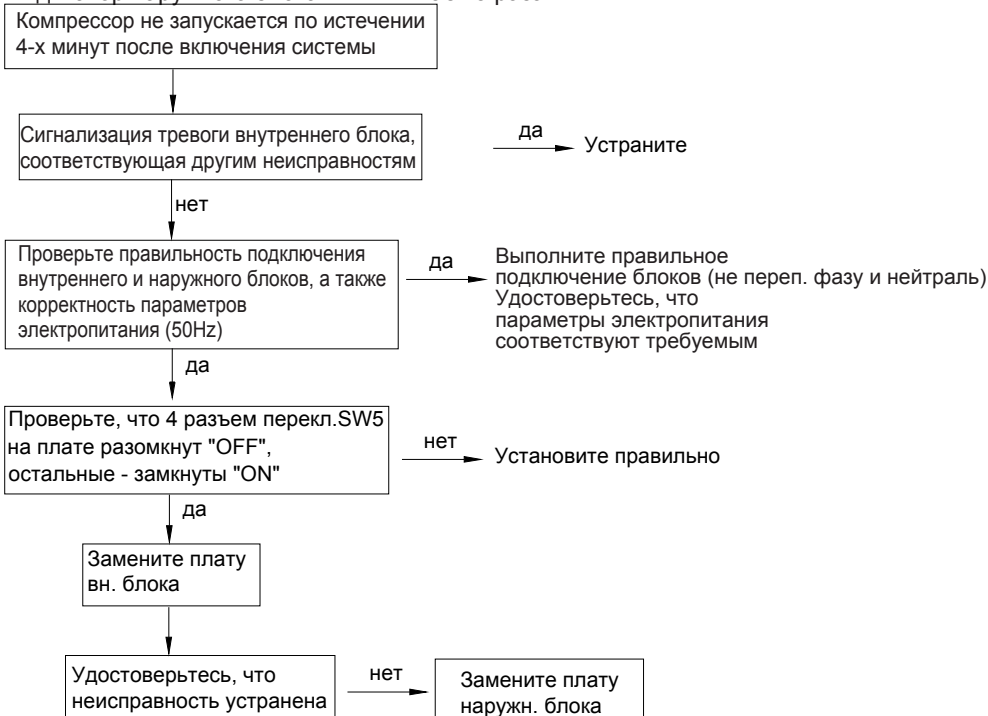 Компрессор не запускается по истечении
4-х минут после включения системы
Сигнализация тревоги внутреннего блока,
соответствующая другим неисправностям
да
Устраните
нет
Проверьте правильность подключения
внутреннего и наружного блоков, а также
корректность параметров
электропитания (50Hz)
да
Выполните правильное
подключение блоков (не переп. фазу и нейтраль)
Удостоверьтесь, что
параметры электропитания
соответствуют требуемым
да
Проверьте, что 4 разъем перекл.SW5
на плате разомкнут "OFF",
остальные - замкнуты "ON"
нет
Установите правильно
да
Замените плату
вн. блока
Удостоверьтесь, что
неисправность устранена
нет
Замените плату
наружн. блока